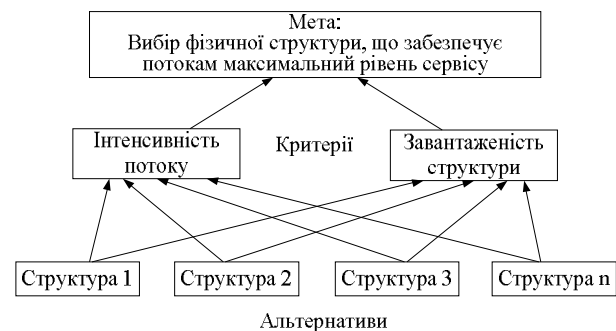 Мета:
Вибір фізичної структури, що забезпечує
потокам максимальний рівень сервісу
Інтенсивність
потоку
Критерії
Завантаженість
структури
Структура 1
Структура 2
Структура 3
Структура n
Альтернативи